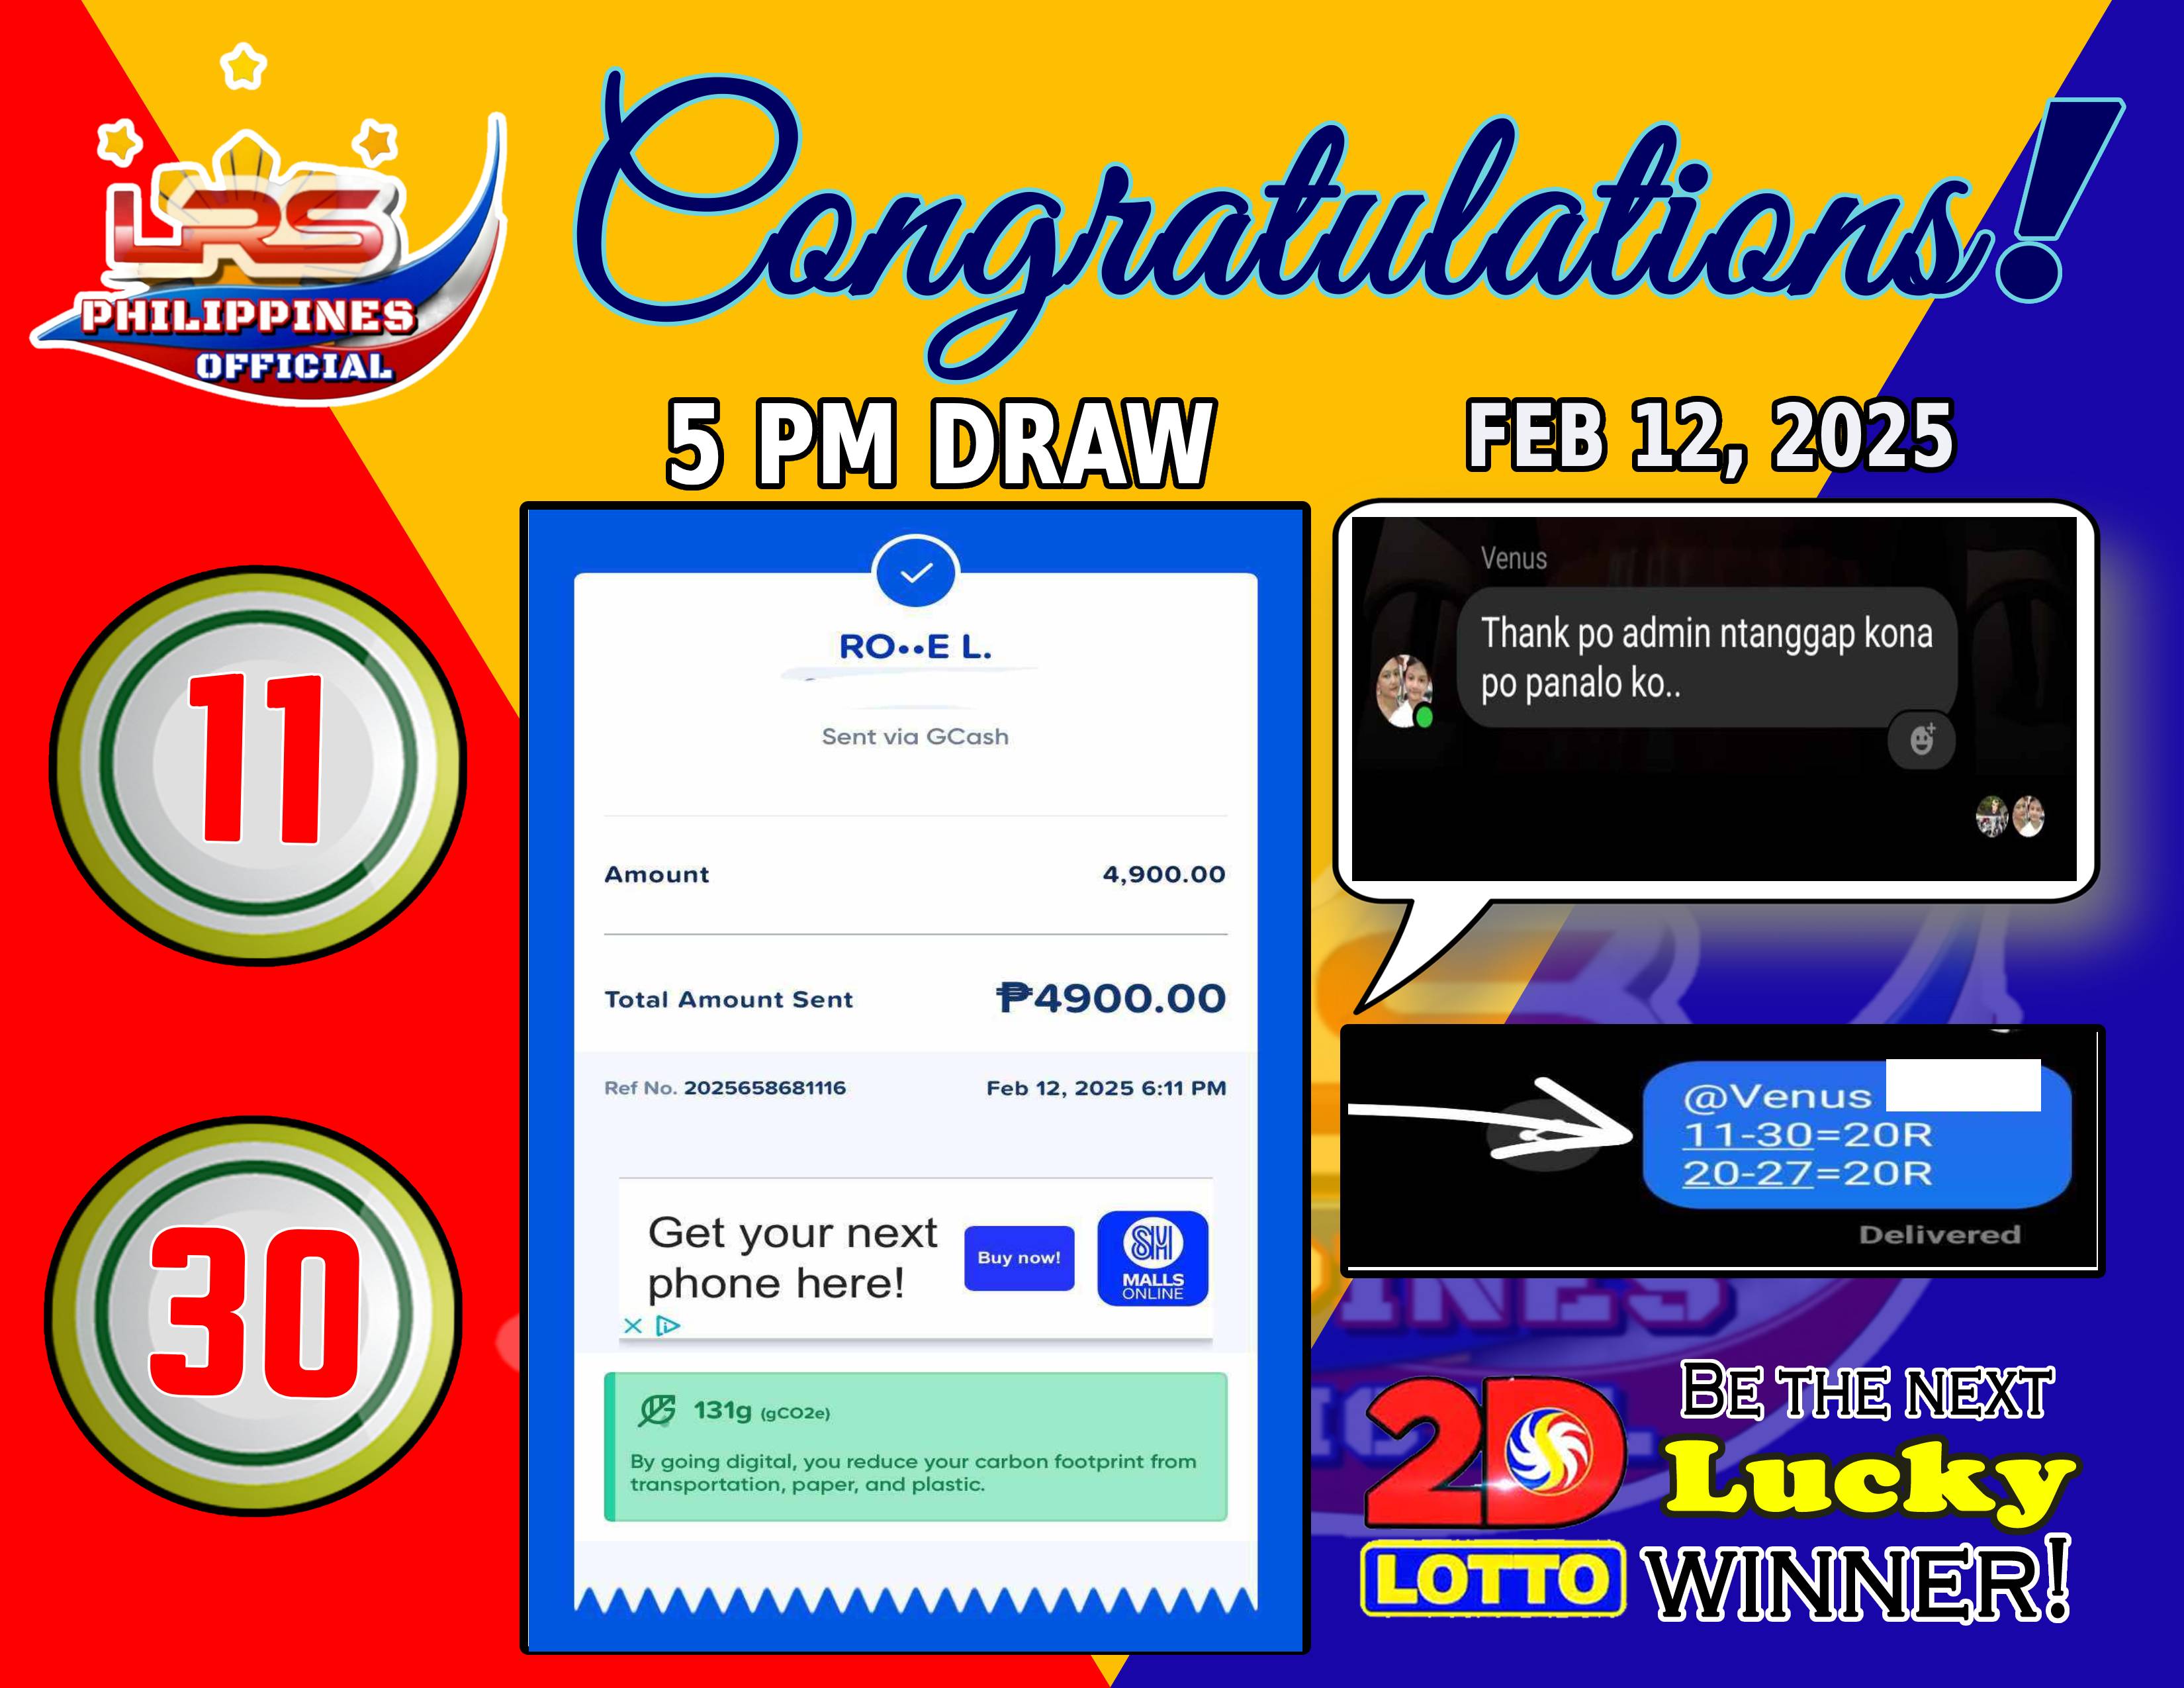 LRS
PHILIPPINES
OFFICIAL
Congratulations!
5 PM DRAW
FEB 12, 2025
11
30
RO••E L.
Sent via GCash
Amount 4,900.00
Total Amount Sent ₱4900.00
Ref No. 2025658681116 Feb 12, 2025 6:11 PM
Get your next
phone here!
Buy now!
SM
MALLS
ONLINE
131g (gCO2e)
By going digital, you reduce your carbon footprint from
transportation, paper, and plastic.
Venus
Thank po admin ntanggap kona
po panalo ko..
@Venus
11-30=20R
20-27=20R
Delivered
2D
LOTTO
BE THE NEXT
Lucky
WINNER!